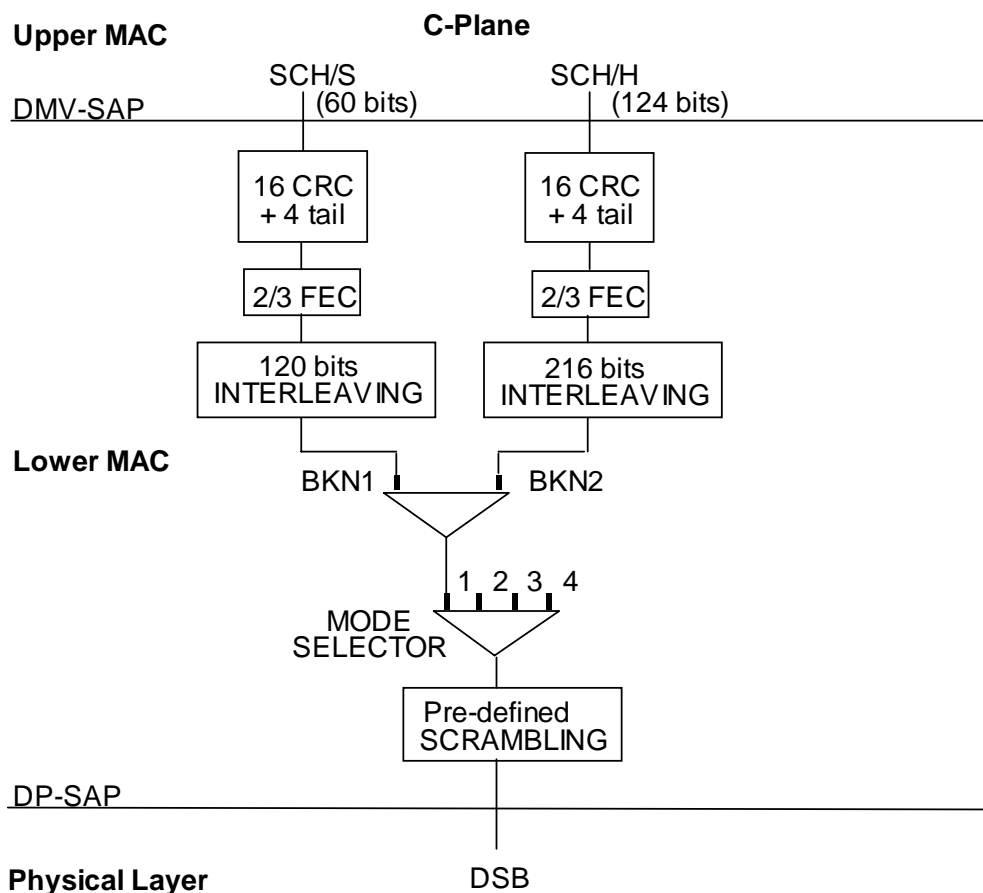 C-Plane
Upper MAC
SCH/S
SCH/H
DMV-SAP
(60 bits)
(124 bits)
16 CRC
+ 4 tail
16 CRC
+ 4 tail
2/3 FEC
2/3 FEC
120 bits
INTERLEAVING
216 bits
INTERLEAVING
Lower MAC
BKN1
BKN2
1 2 3 4
MODE
SELECTOR
Pre-defined
SCRAMBLING
DP-SAP
Physical Layer
DSB